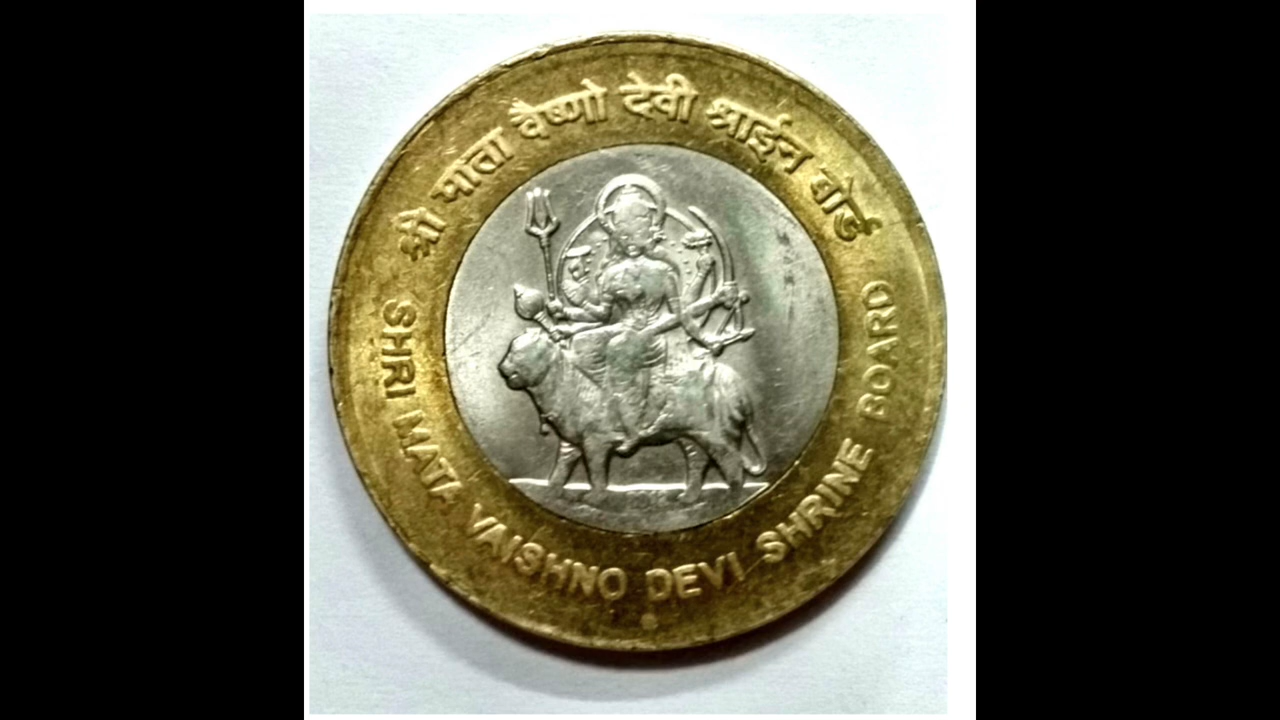 श्री माता वैष्णो देवी श्राईन बोर्ड
SHRI MATA VAISHNO DEVI SHRINE BOARD